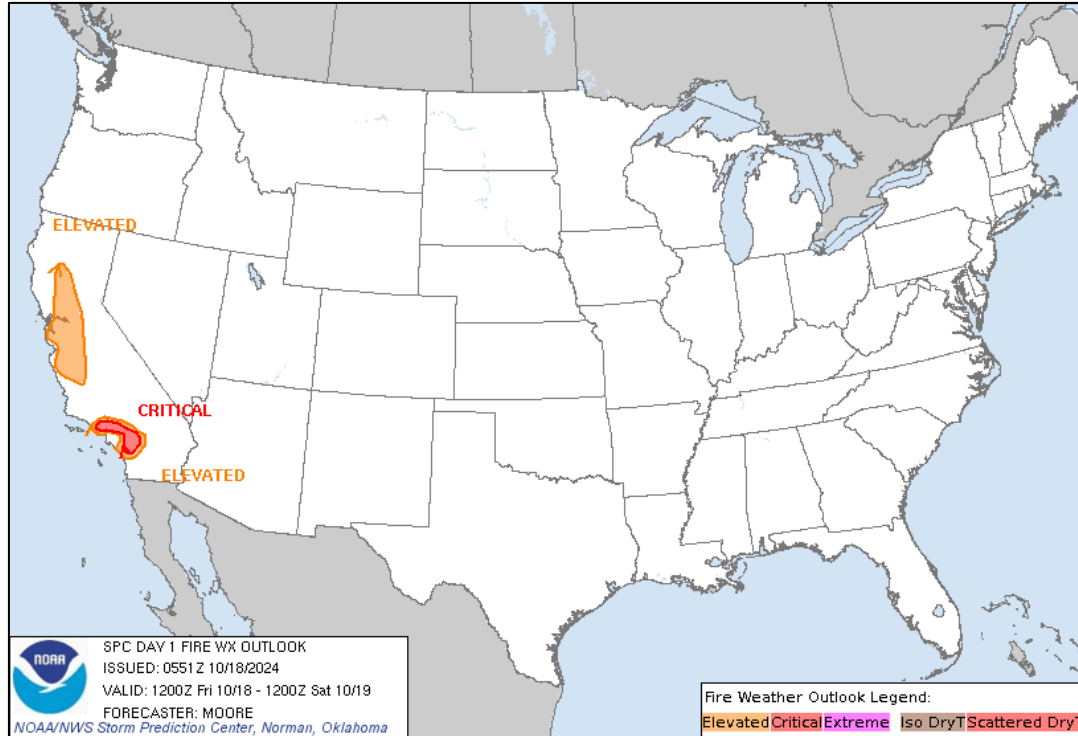 ELEVATED
CRITICAL
ELEVATED
NOAA
SPC DAY 1 FIRE WX OUTLOOK
ISSUED: 0551Z 10/18/2024
VALID: 1200Z Fri 10/18 - 1200Z Sat 10/19
FORECASTER: MOORE
NOAA/NWS Storm Prediction Center, Norman, Oklahoma
Fire Weather Outlook Legend:
Elevated Critical Extreme Iso DryT Scattered DryT